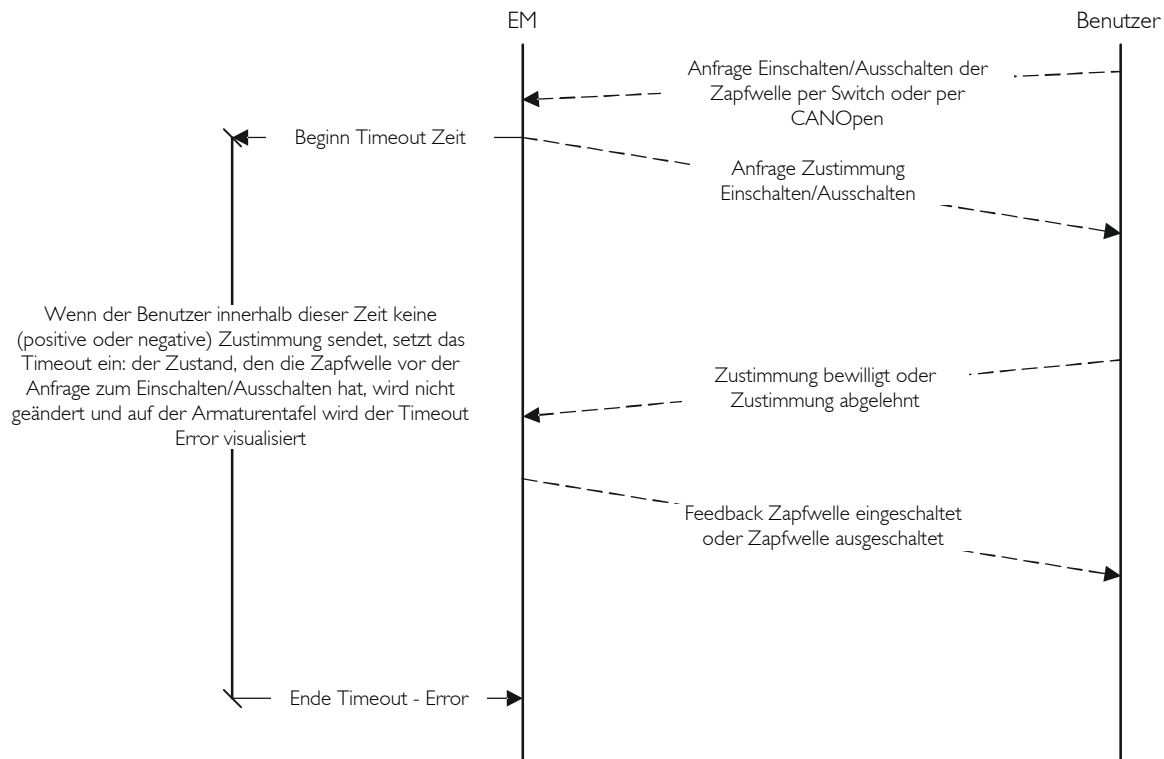 EM
Benutzer
Anfrage Einschalten/Ausschalten der
Zapfwelle per Switch oder per
CANOpen
Beginn Timeout Zeit
Anfrage Zustimmung
Einschalten/Ausschalten
Wenn der Benutzer innerhalb dieser Zeit keine
(positive oder negative) Zustimmung sendet, setzt das
Timeout ein: der Zustand, den die Zapfwelle vor der
Anfrage zum Einschalten/Ausschalten hat, wird nicht
geändert und auf der Armaturentafel wird der Timeout
Error visualisiert
Zustimmung bewilligt oder
Zustimmung abgelehnt
Feedback Zapfwelle eingeschaltet
oder Zapfwelle ausgeschaltet
Ende Timeout - Error